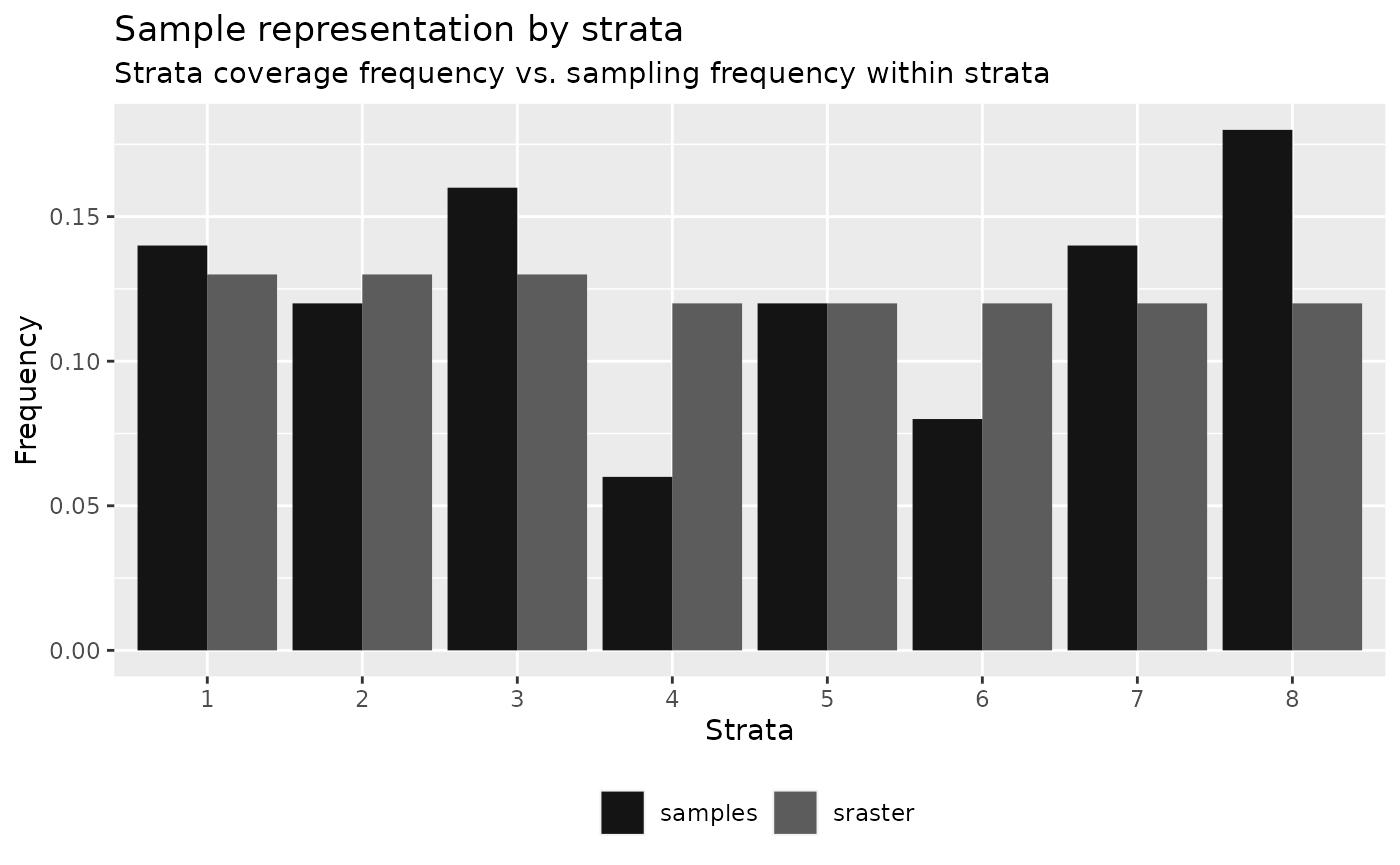 Sample representation by strata
Strata coverage frequency vs. sampling frequency within strata
Frequency
0.15
0.10
0.05
0.00
1 2 3 4 5 6 7 8
Strata
samples sraster